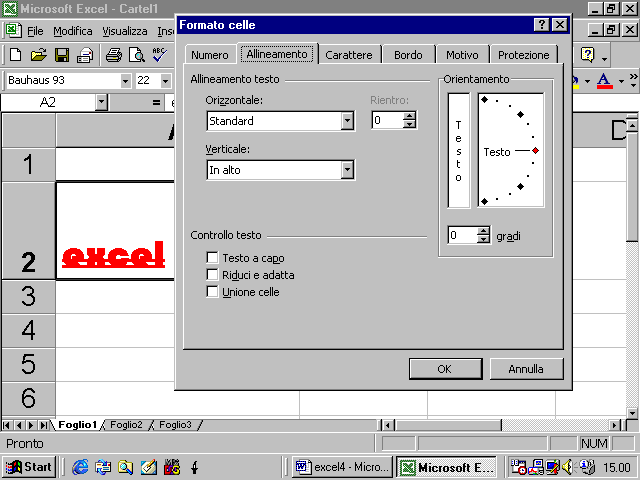 Microsoft Excel - Cartel1
File Modifica Visualizza Inse
Bauhaus 93 22
A2 =
1
2 excel
3
4
5
6
D
Formato celle
Numero Allineamento Carattere Bordo Motivo Protezione
Allineamento testo
Orizzontale: Rientro:
Standard 0
Verticale:
In alto
Controllo testo
Testo a capo
Riduci e adatta
Unione celle
Orientamento
Testo
Testo
0 gradi
OK Annulla
Foglio1 Foglio2 Foglio3
Pronto NUM
Start excel4 - Micro... Microsoft E... 15.00